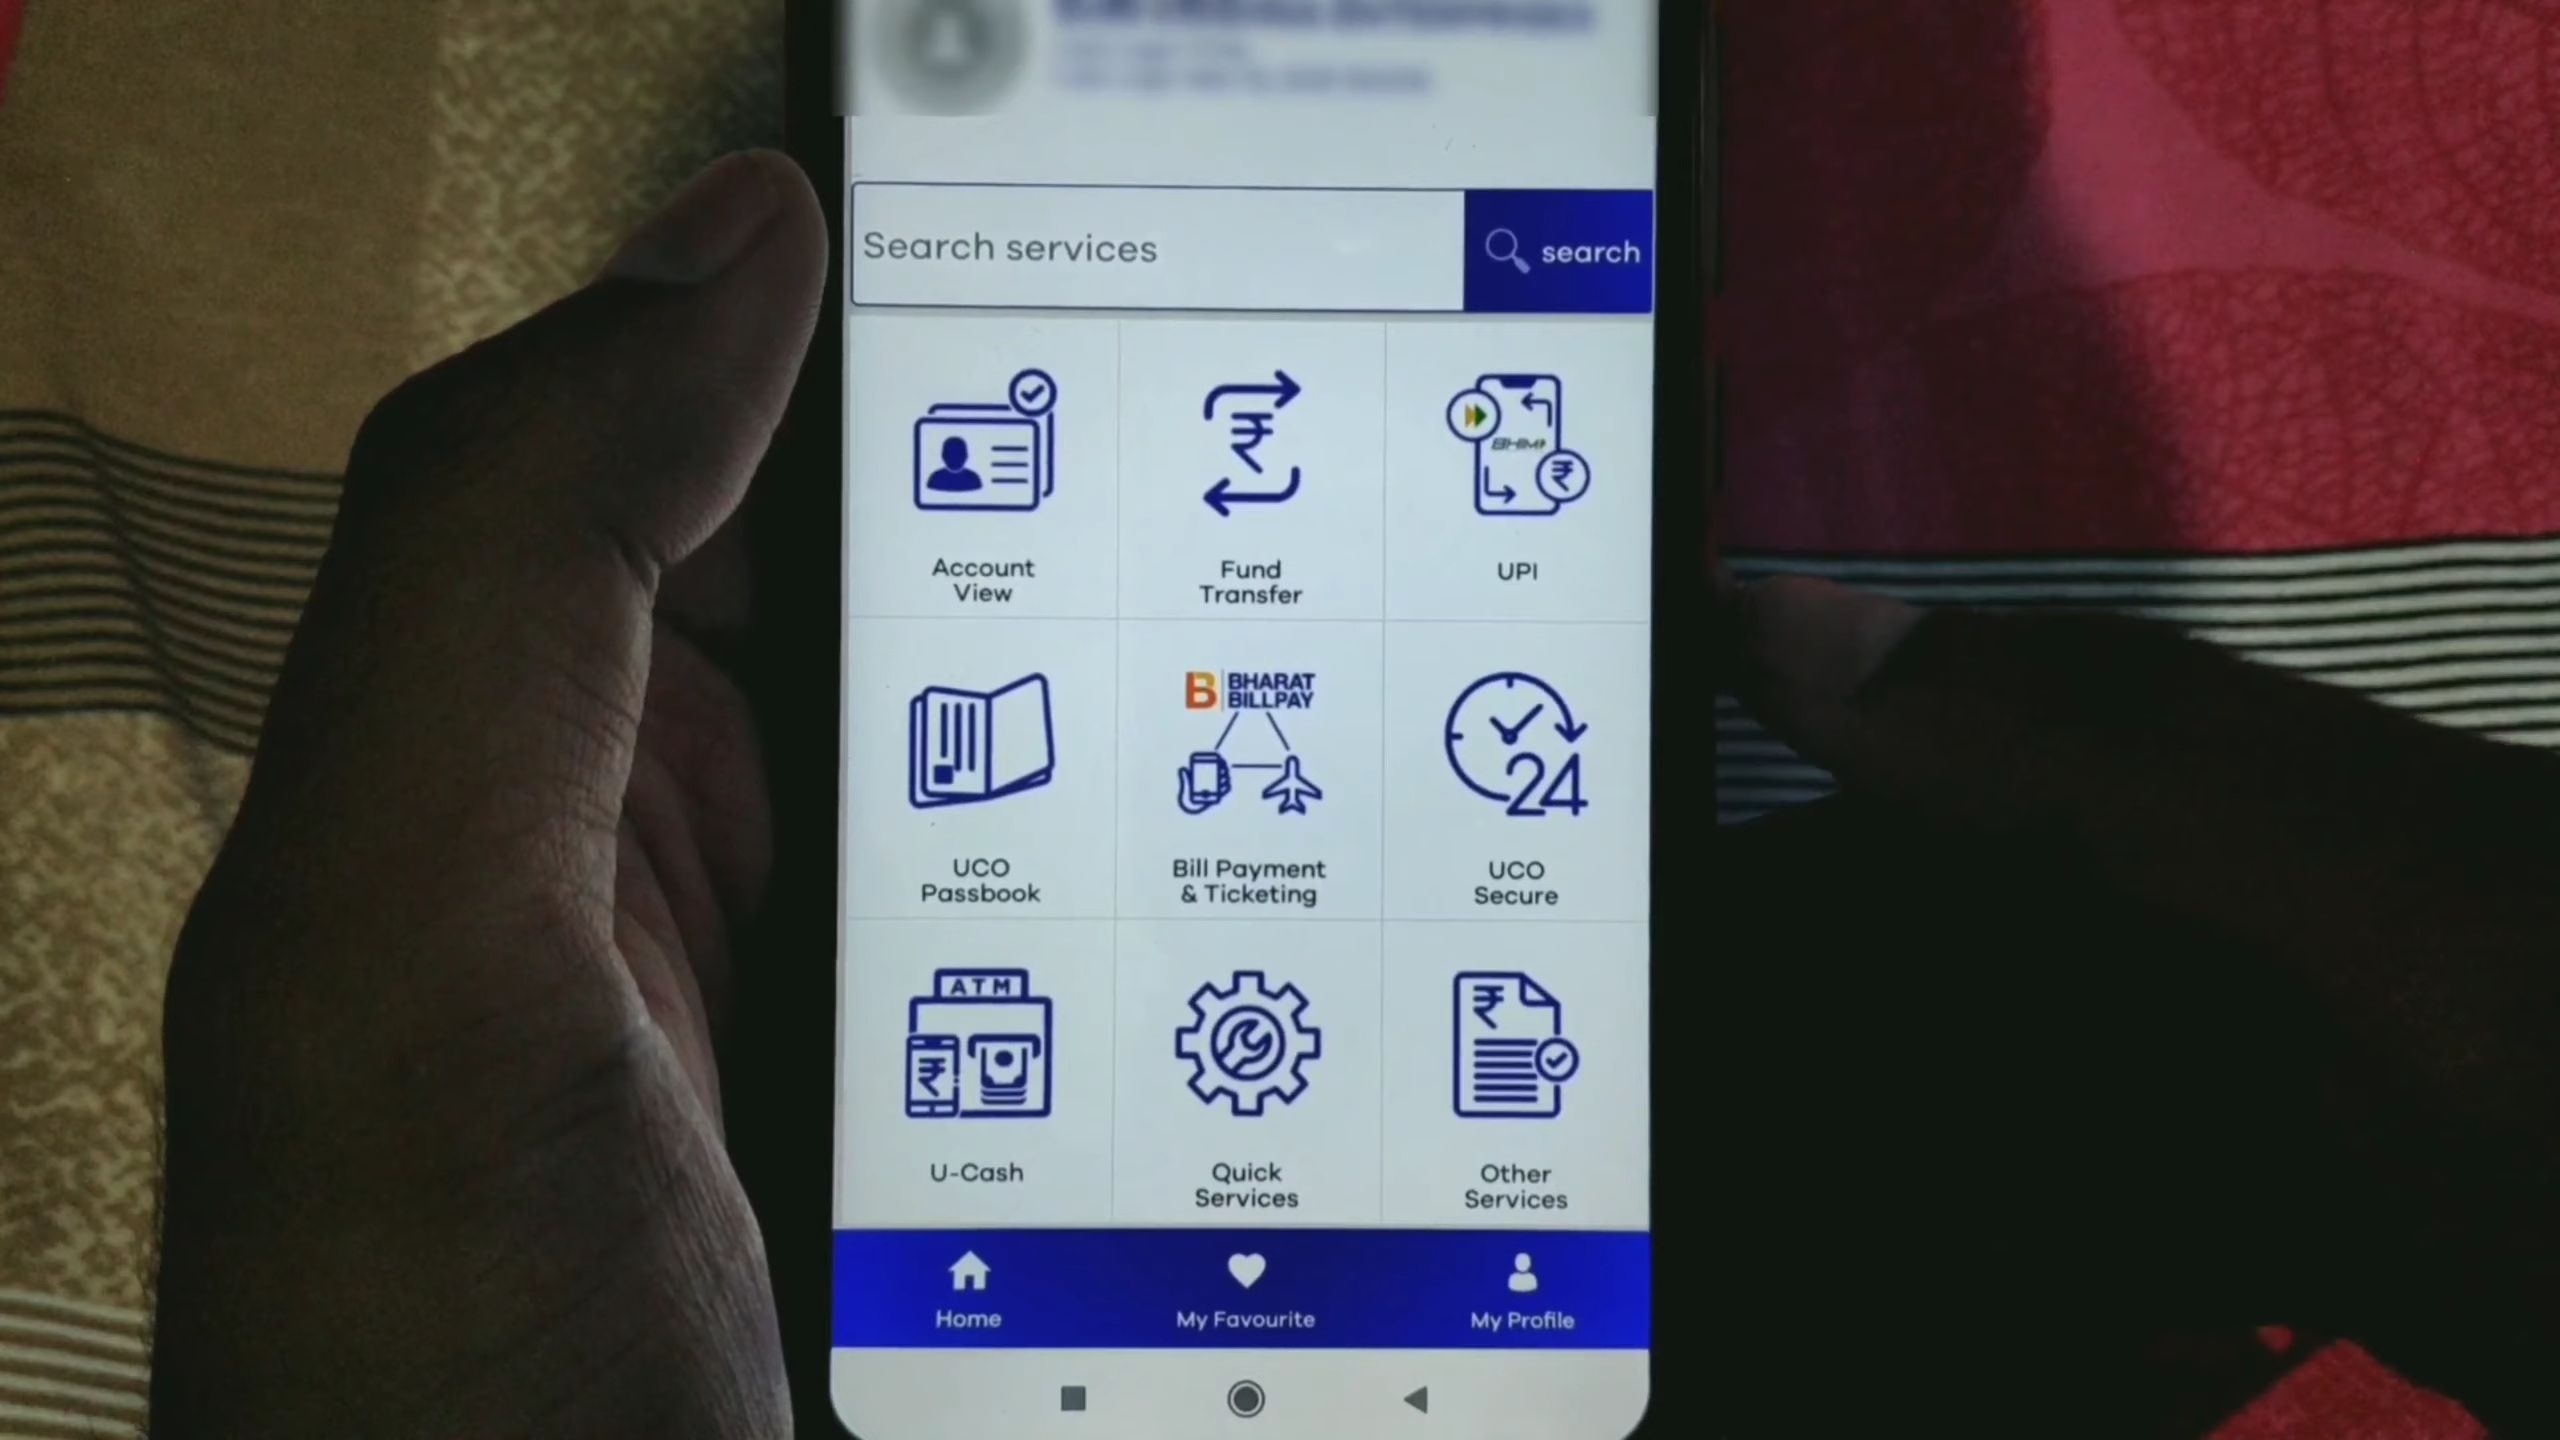 Search services
search
Account
View
Fund
Transfer
BHIM
UPI
UCO
Passbook
B BHARAT
BILLPAY
Bill Payment
& Ticketing
24
UCO
Secure
ATM
₹
U-Cash
Quick
Services
₹
Other
Services
Home
My Favourite
My Profile